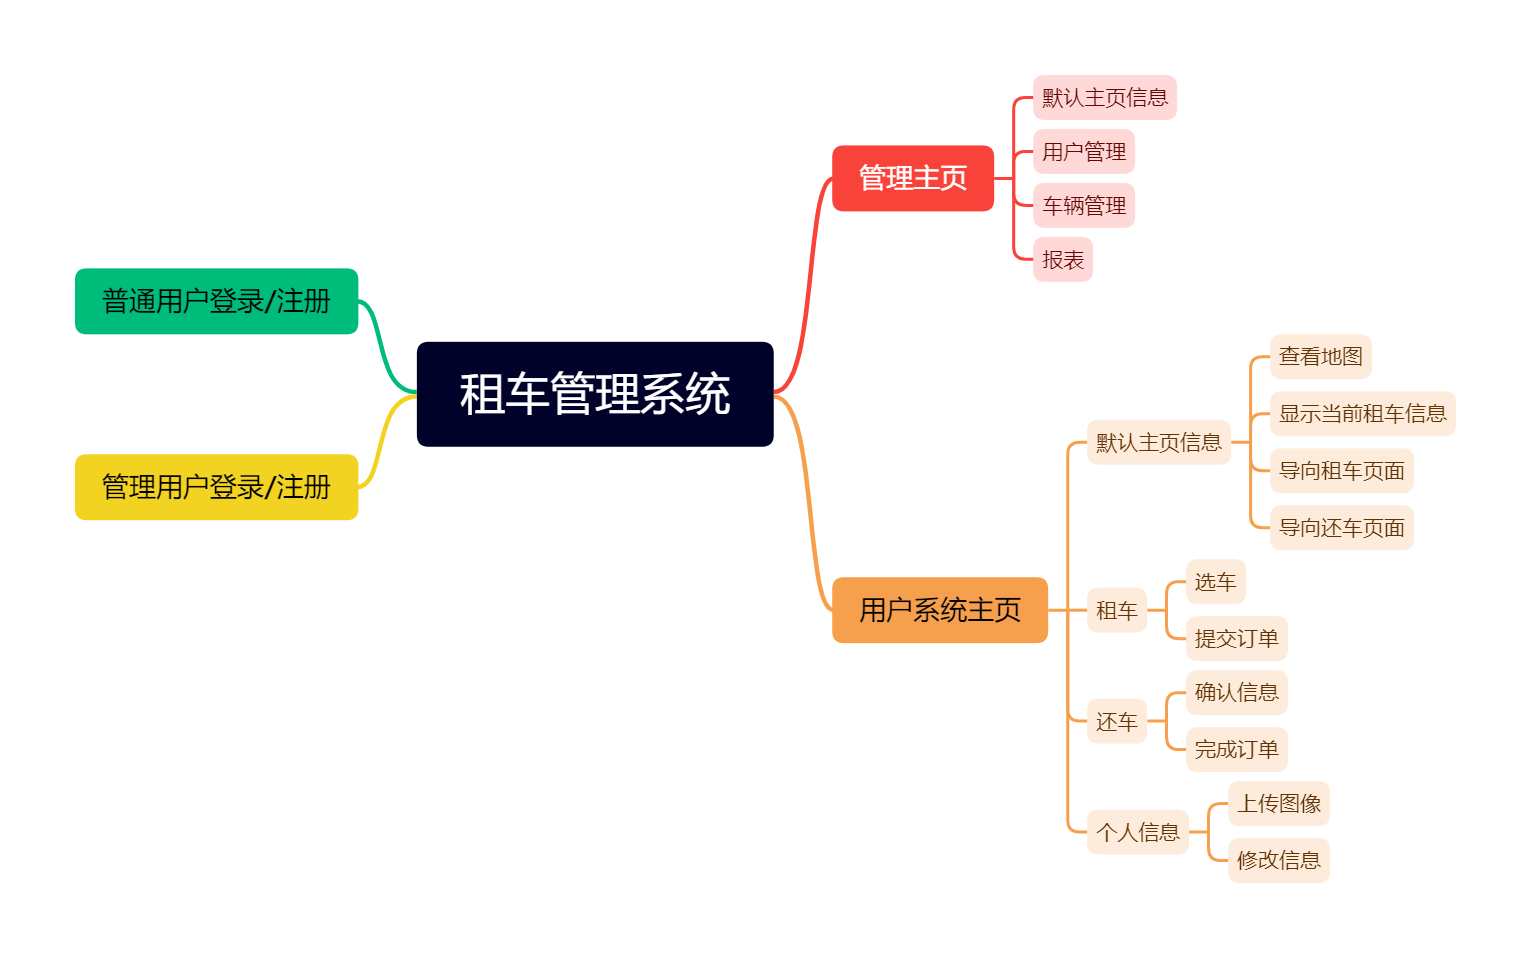 租车管理系统
普通用户登录/注册
管理用户登录/注册
管理主页
默认主页信息
用户管理
车辆管理
报表
用户系统主页
默认主页信息
查看地图
显示当前租车信息
导向租车页面
导向还车页面
租车
选车
提交订单
还车
确认信息
完成订单
个人信息
上传图像
修改信息